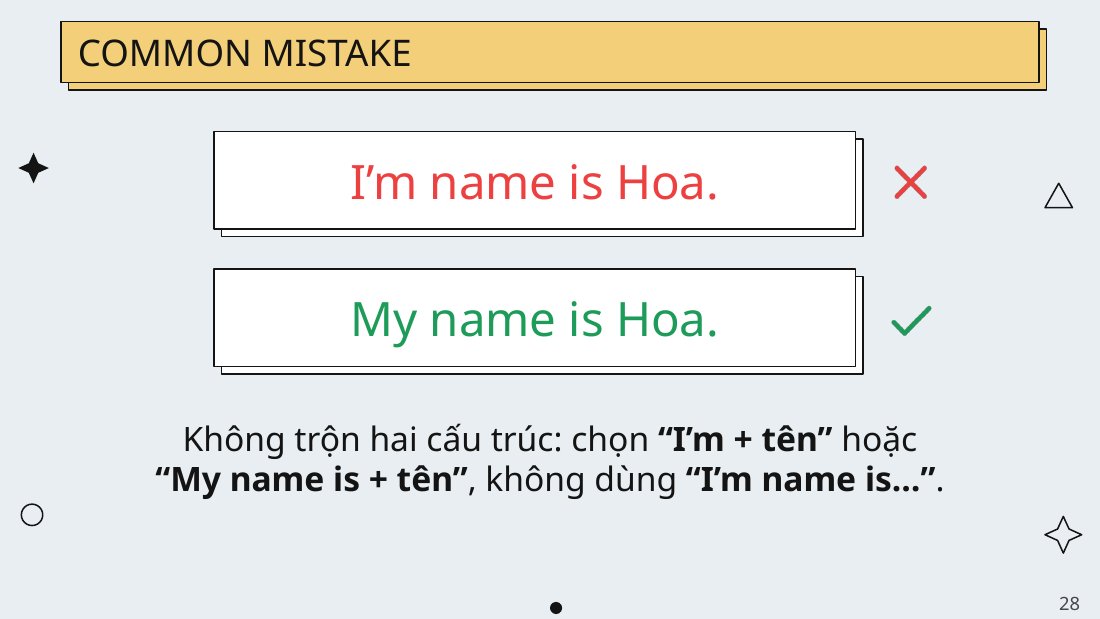 COMMON MISTAKE
I’m name is Hoa.
My name is Hoa.
Không trộn hai cấu trúc: chọn “I’m + tên” hoặc
“My name is + tên”, không dùng “I’m name is...”.
28